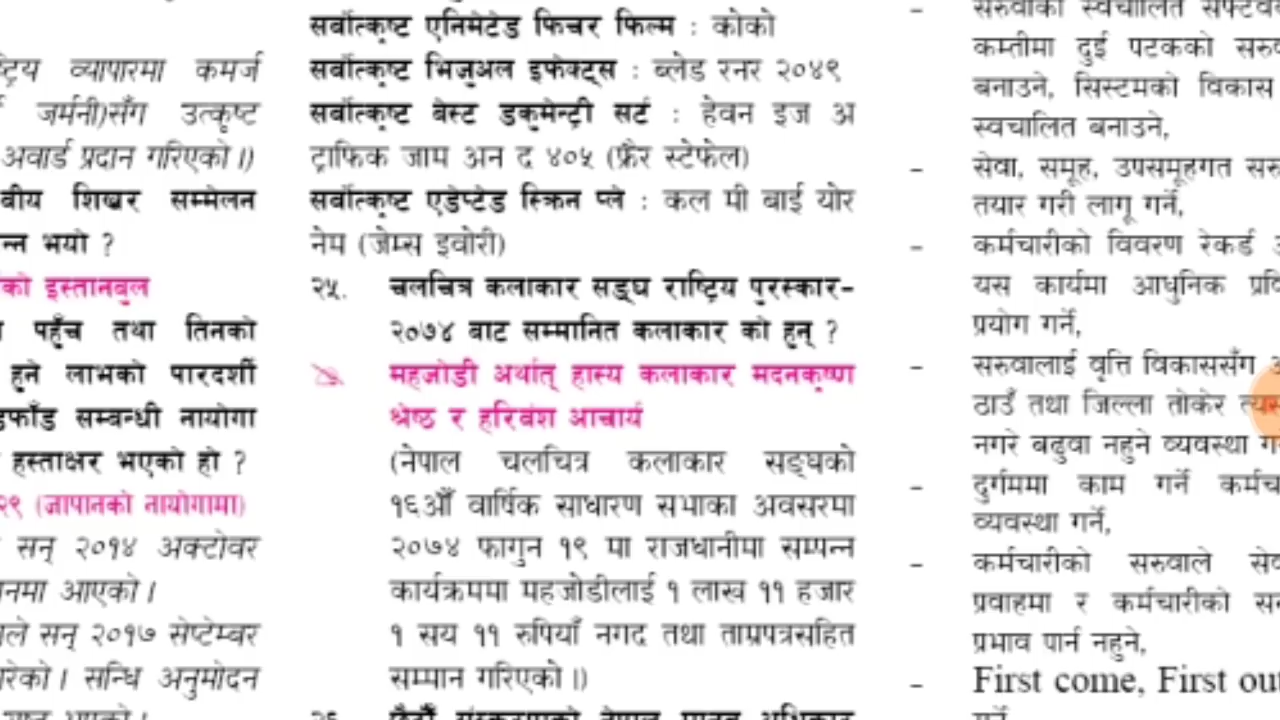 ष्ट्रिय व्यापारमा कमर्ज
जर्मनी)सँग उत्कृष्ट
अवार्ड प्रदान गरिएको।)
वीय शिखर सम्मेलन
न्न भयो ?
को इस्तानबुल
पहुँच तथा तिनको
हुने लाभको पारदर्शी
डफाँड सम्बन्धी नायोगा
हस्ताक्षर भएको हो ?
२९ (जापानको नायोगामा)
सन् २०१४ अक्टोवर
नमा आएको।
ले सन् २०१७ सेप्टेम्बर
रेको। सन्धि अनुमोदन
सर्वोत्कृष्ट एनिमेटेड फिचर फिल्म : कोको
सर्वोत्कृष्ट भिजुअल इफेक्ट्स : ब्लेड रनर २०४९
सर्वोत्कृष्ट बेस्ट डकुमेन्ट्री सर्ट : हेवन इज अ
ट्राफिक जाम अन द ४०५ (फ्रैर स्टेफेल)
सर्वोत्कृष्ट एडेप्टेड स्क्रिन प्ले : कल मी बाई योर
नेम (जेम्स इवोरी)
२५. चलचित्र कलाकार सङ्घ राष्ट्रिय पुरस्कार-
२०७४ बाट सम्मानित कलाकार को हुन् ?
महजोडी अर्थात् हास्य कलाकार मदनकृष्ण
श्रेष्ठ र हरिवंश आचार्य
(नेपाल चलचित्र कलाकार सङ्घको
१६औँ वार्षिक साधारण सभाका अवसरमा
२०७४ फागुन १९ मा राजधानीमा सम्पन्न
कार्यक्रममा महजोडीलाई १ लाख ११ हजार
१ सय ११ रुपियाँ नगद तथा ताम्रपत्रसहित
सम्मान गरिएको।)
- सरुवाको स्वचालित सफ्टवे
कम्तीमा दुई पटकको सरु
बनाउने, सिस्टमको विकास
स्वचालित बनाउने,
- सेवा, समूह, उपसमूहगत सरु
तयार गरी लागू गर्ने,
- कर्मचारीको विवरण रेकर्ड
यस कार्यमा आधुनिक प्रवि
प्रयोग गर्ने,
- सरुवालाई वृत्ति विकाससँग
ठाउँ तथा जिल्ला तोकेर त्यस
नगरे बढुवा नहुने व्यवस्था ग
- दुर्गममा काम गर्ने कर्मच
व्यवस्था गर्ने,
- कर्मचारीको सरुवाले सेव
प्रवाहमा र कर्मचारीको स
प्रभाव पार्न नहुने,
- First come, First out